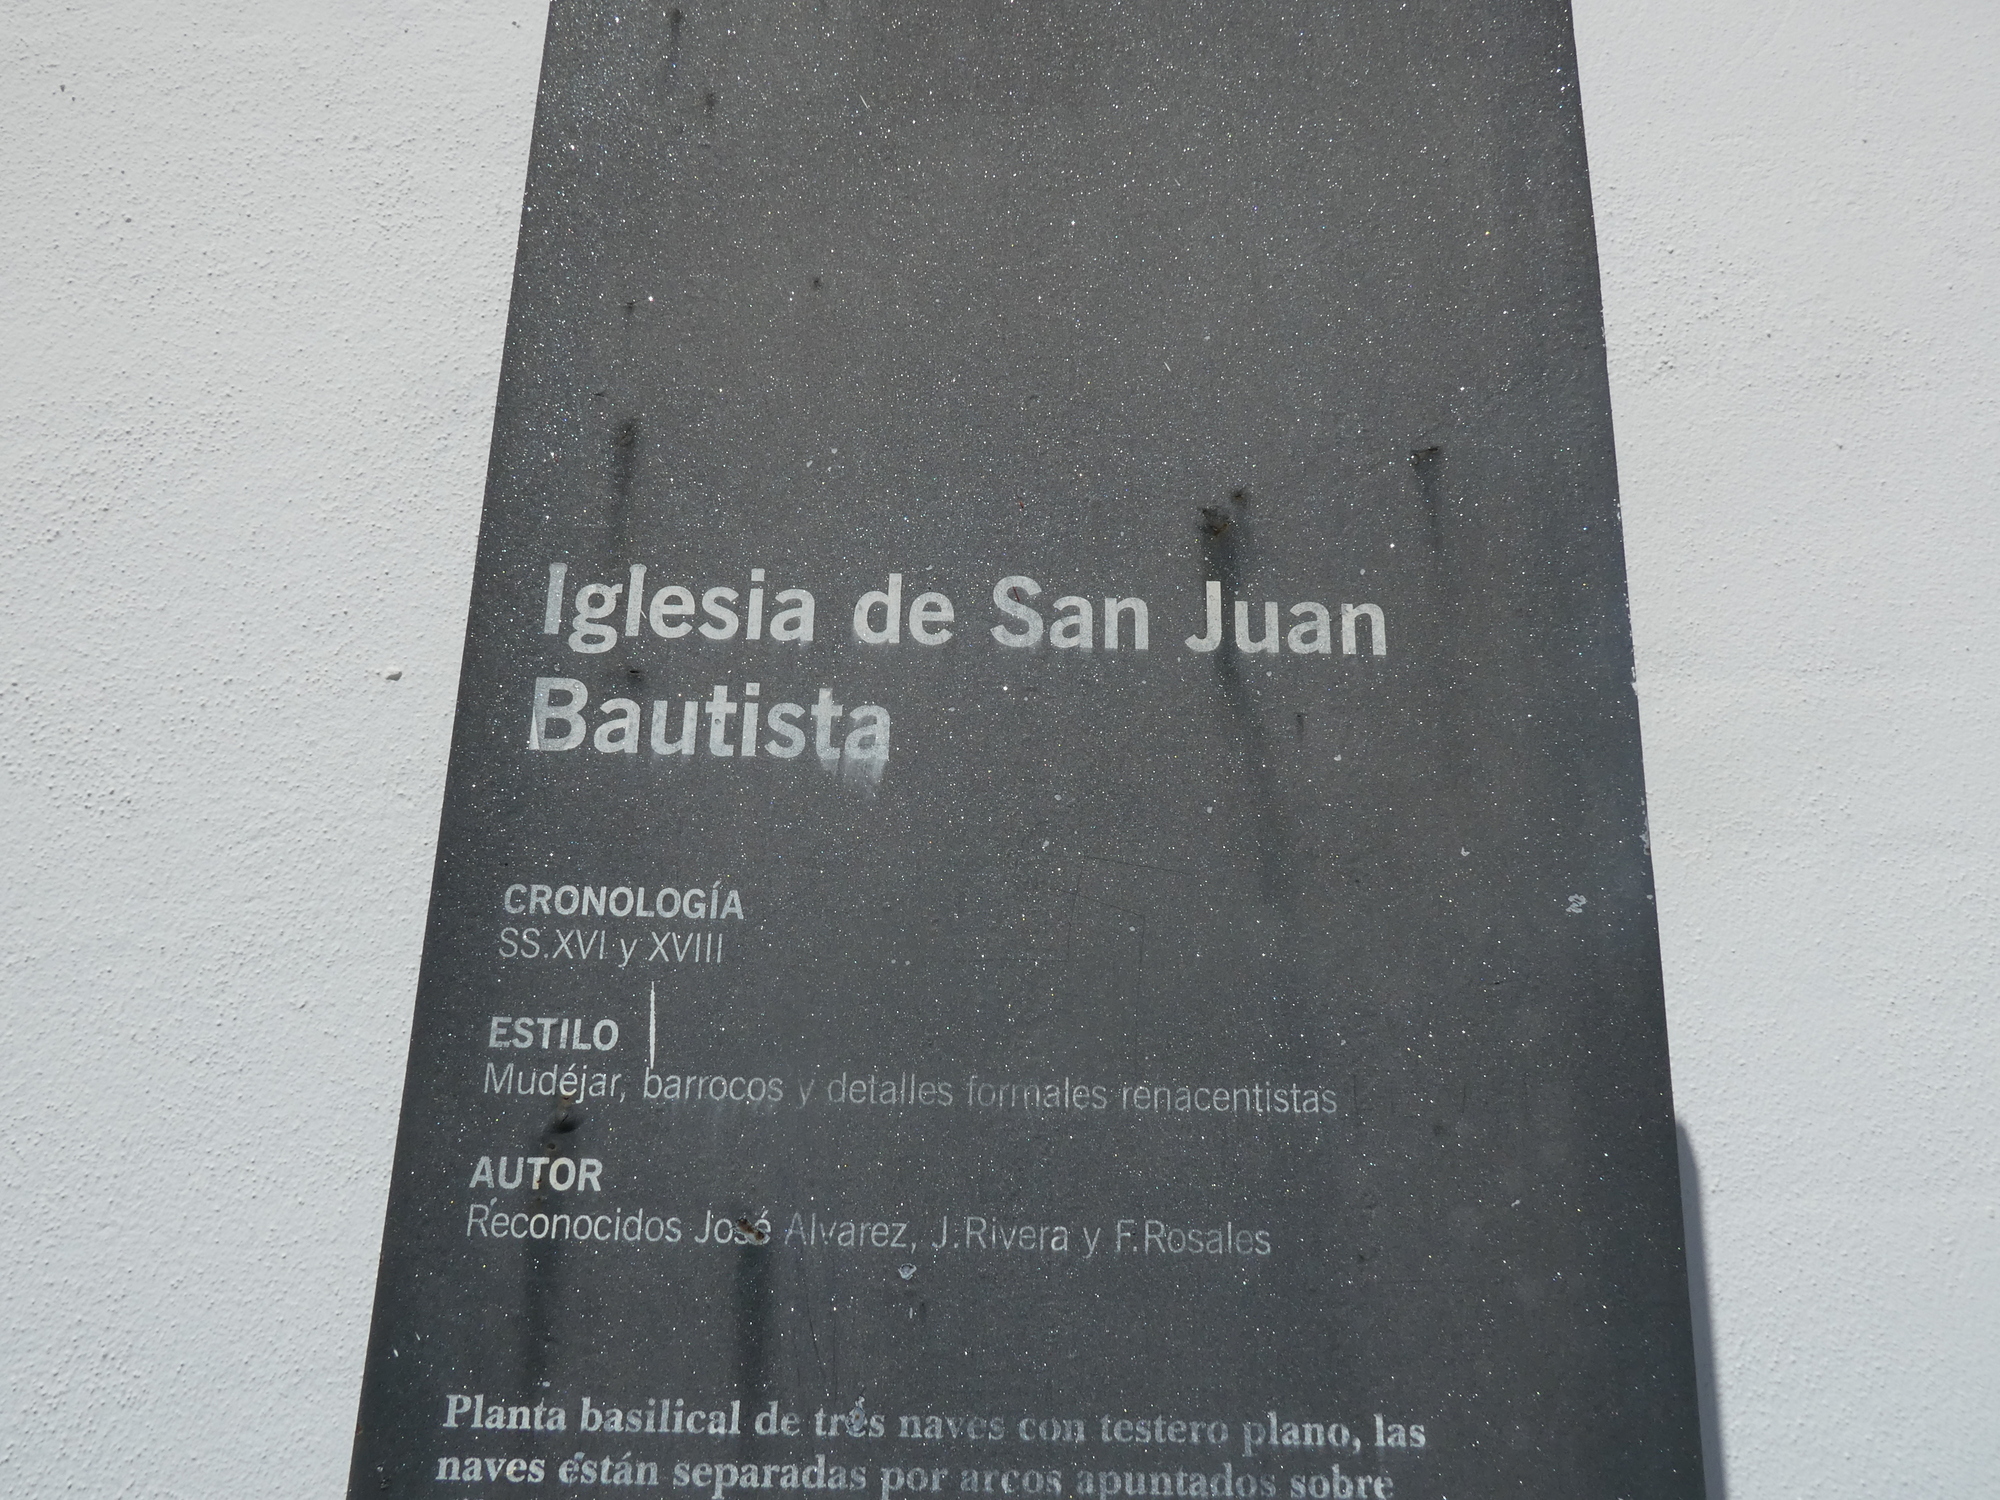 Iglesia de San Juan
Bautista
CRONOLOGÍA
SS.XVI y XVIII
ESTILO
Mudéjar, barrocos y detalles formales renacentistas
AUTOR
Reconocidos José Alvarez, J.Rivera y F.Rosales
Planta basilical de tres naves con testero plano, las
naves están separadas por arcos apuntados sobre